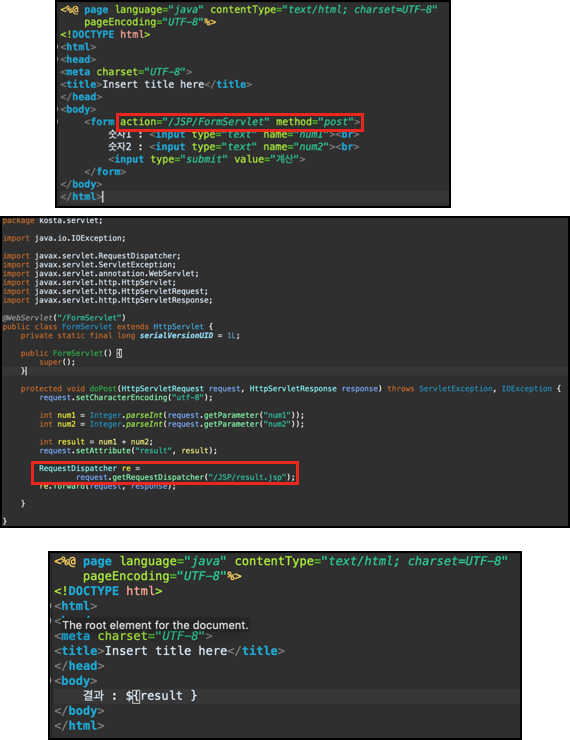 <%@ page language="java" contentType="text/html; charset=UTF-8"
    pageEncoding="UTF-8"%>
<!DOCTYPE html>
<html>
<head>
<meta charset="UTF-8">
<title>Insert title here</title>
</head>
<body>
    <form action="/JSP/FormServlet" method="post">
        숫자1 : <input type="text" name="num1"><br>
        숫자2 : <input type="text" name="num2"><br>
        <input type="submit" value="계산">
    </form>
</body>
</html>
package kosta.servlet;
import java.io.IOException;
import javax.servlet.RequestDispatcher;
import javax.servlet.ServletException;
import javax.servlet.annotation.WebServlet;
import javax.servlet.http.HttpServlet;
import javax.servlet.http.HttpServletRequest;
import javax.servlet.http.HttpServletResponse;
@WebServlet("/FormServlet")
public class FormServlet extends HttpServlet {
    private static final long serialVersionUID = 1L;
    public FormServlet() {
        super();
    }
    protected void doPost(HttpServletRequest request, HttpServletResponse response) throws ServletException, IOException {
        request.setCharacterEncoding("utf-8");
        int num1 = Integer.parseInt(request.getParameter("num1"));
        int num2 = Integer.parseInt(request.getParameter("num2"));
        int result = num1 + num2;
        request.setAttribute("result", result);
        RequestDispatcher re =
                request.getRequestDispatcher("/JSP/result.jsp");
        re.forward(request, response);
    }
}
<%@ page language="java" contentType="text/html; charset=UTF-8"
    pageEncoding="UTF-8"%>
<!DOCTYPE html>
<html>
The root element for the document.
<meta charset="UTF-8">
<title>Insert title here</title>
</head>
<body>
    결과 : ${result }
</body>
</html>